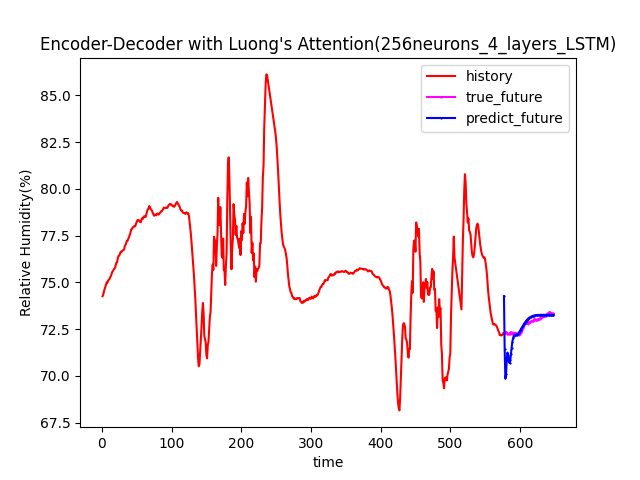 Encoder-Decoder with Luong's Attention(256neurons_4_layers_LSTM)
history
true_future
predict_future
Relative Humidity(%)
85.0
82.5
80.0
77.5
75.0
72.5
70.0
67.5
0 100 200 300 400 500 600
time